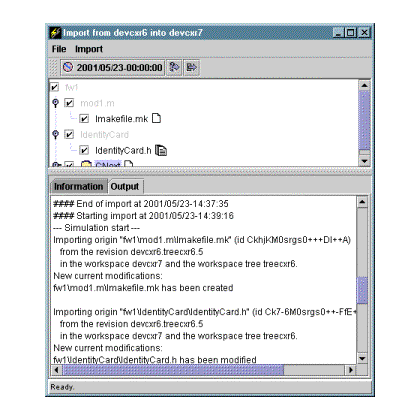 Import from devcxr6 into devcxr7
File Import
2001/05/23-00:00:00
fw1
mod1.m
Imakefile.mk
IdentityCard
IdentityCard.h
CNext
Information Output
#### End of import at 2001/05/23-14:37:35
#### Starting import at 2001/05/23-14:39:16
--- Simulation start ---
Importing origin "fw1\mod1.m\Imakefile.mk" (id CkhjKM0srgs0+++DI++A)
from the revision devcxr6.treecxr6.5
in the workspace devcxr7 and the workspace tree treecxr6.
New current modifications:
fw1\mod1.m\Imakefile.mk has been created
Importing origin "fw1\IdentityCard\IdentityCard.h" (id Ck7-6M0srgs0++-FfE+
from the revision devcxr6.treecxr6.5
in the workspace devcxr7 and the workspace tree treecxr6.
New current modifications:
fw1\IdentityCard\IdentityCard.h has been modified
Ready.